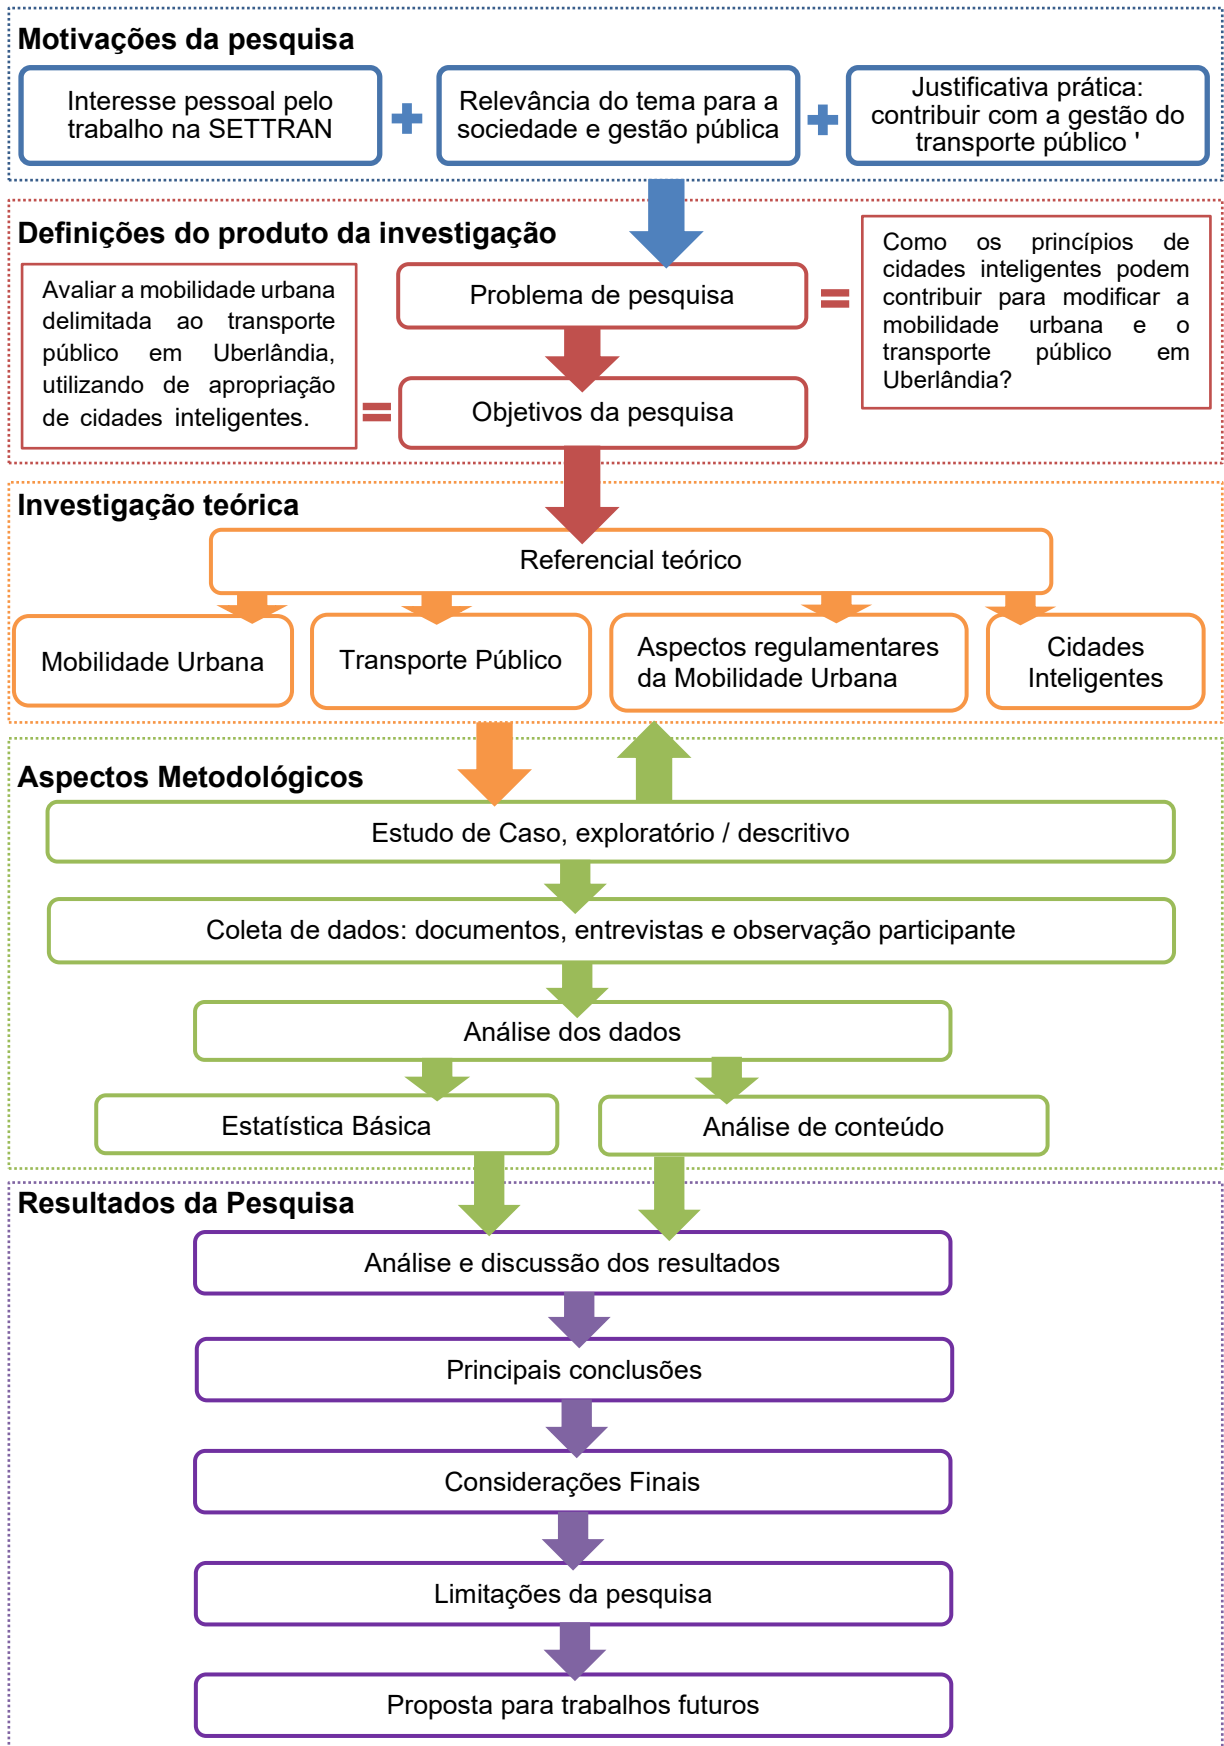 Motivações da pesquisa
Interesse pessoal pelo
trabalho na SETTRAN
Relevância do tema para a
sociedade e gestão pública
Justificativa prática:
contribuir com a gestão do
transporte público '
Definições do produto da investigação
Avaliar a mobilidade urbana
delimitada ao transporte
público em Uberlândia,
utilizando de apropriação
de cidades inteligentes.
Problema de pesquisa
Como os princípios de
cidades inteligentes podem
contribuir para modificar a
mobilidade urbana e o
transporte público em
Uberlândia?
Objetivos da pesquisa
Investigação teórica
Referencial teórico
Mobilidade Urbana
Transporte Público
Aspectos regulamentares
da Mobilidade Urbana
Cidades
Inteligentes
Aspectos Metodológicos
Estudo de Caso, exploratório / descritivo
Coleta de dados: documentos, entrevistas e observação participante
Análise dos dados
Estatística Básica
Análise de conteúdo
Resultados da Pesquisa
Análise e discussão dos resultados
Principais conclusões
Considerações Finais
Limitações da pesquisa
Proposta para trabalhos futuros